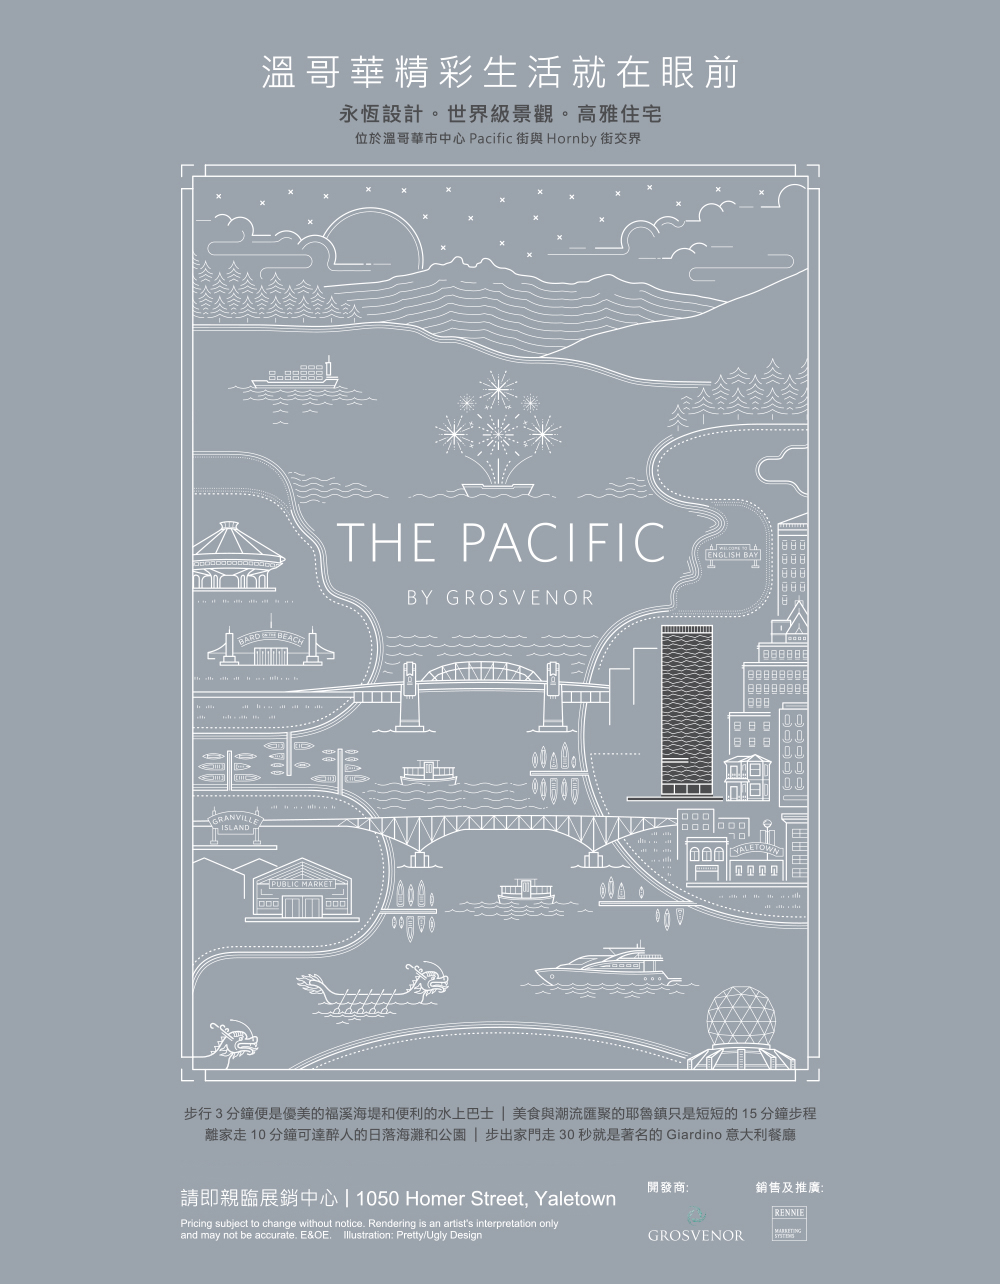 溫哥華精彩生活就在眼前
永恆設計。世界級景觀。高雅住宅
位於溫哥華市中心 Pacific 街與 Hornby 街交界
THE PACIFIC
BY GROSVENOR
WELCOME TO
ENGLISH BAY
BARD ON THE BEACH
GRANVILLE
ISLAND
YALETOWN
PUBLIC MARKET
步行 3 分鐘便是優美的福溪海堤和便利的水上巴士 | 美食與潮流匯聚的耶魯鎮只是短短的 15 分鐘步程
離家走 10 分鐘可達醉人的日落海灘和公園 | 步出家門走 30 秒就是著名的 Giardino 意大利餐廳
請即親臨展銷中心 | 1050 Homer Street, Yaletown
Pricing subject to change without notice. Rendering is an artist's interpretation only
and may not be accurate. E&OE. Illustration: Pretty/Ugly Design
開發商:
GROSVENOR
銷售及推廣:
RENNIE
MARKETING
SYSTEMS